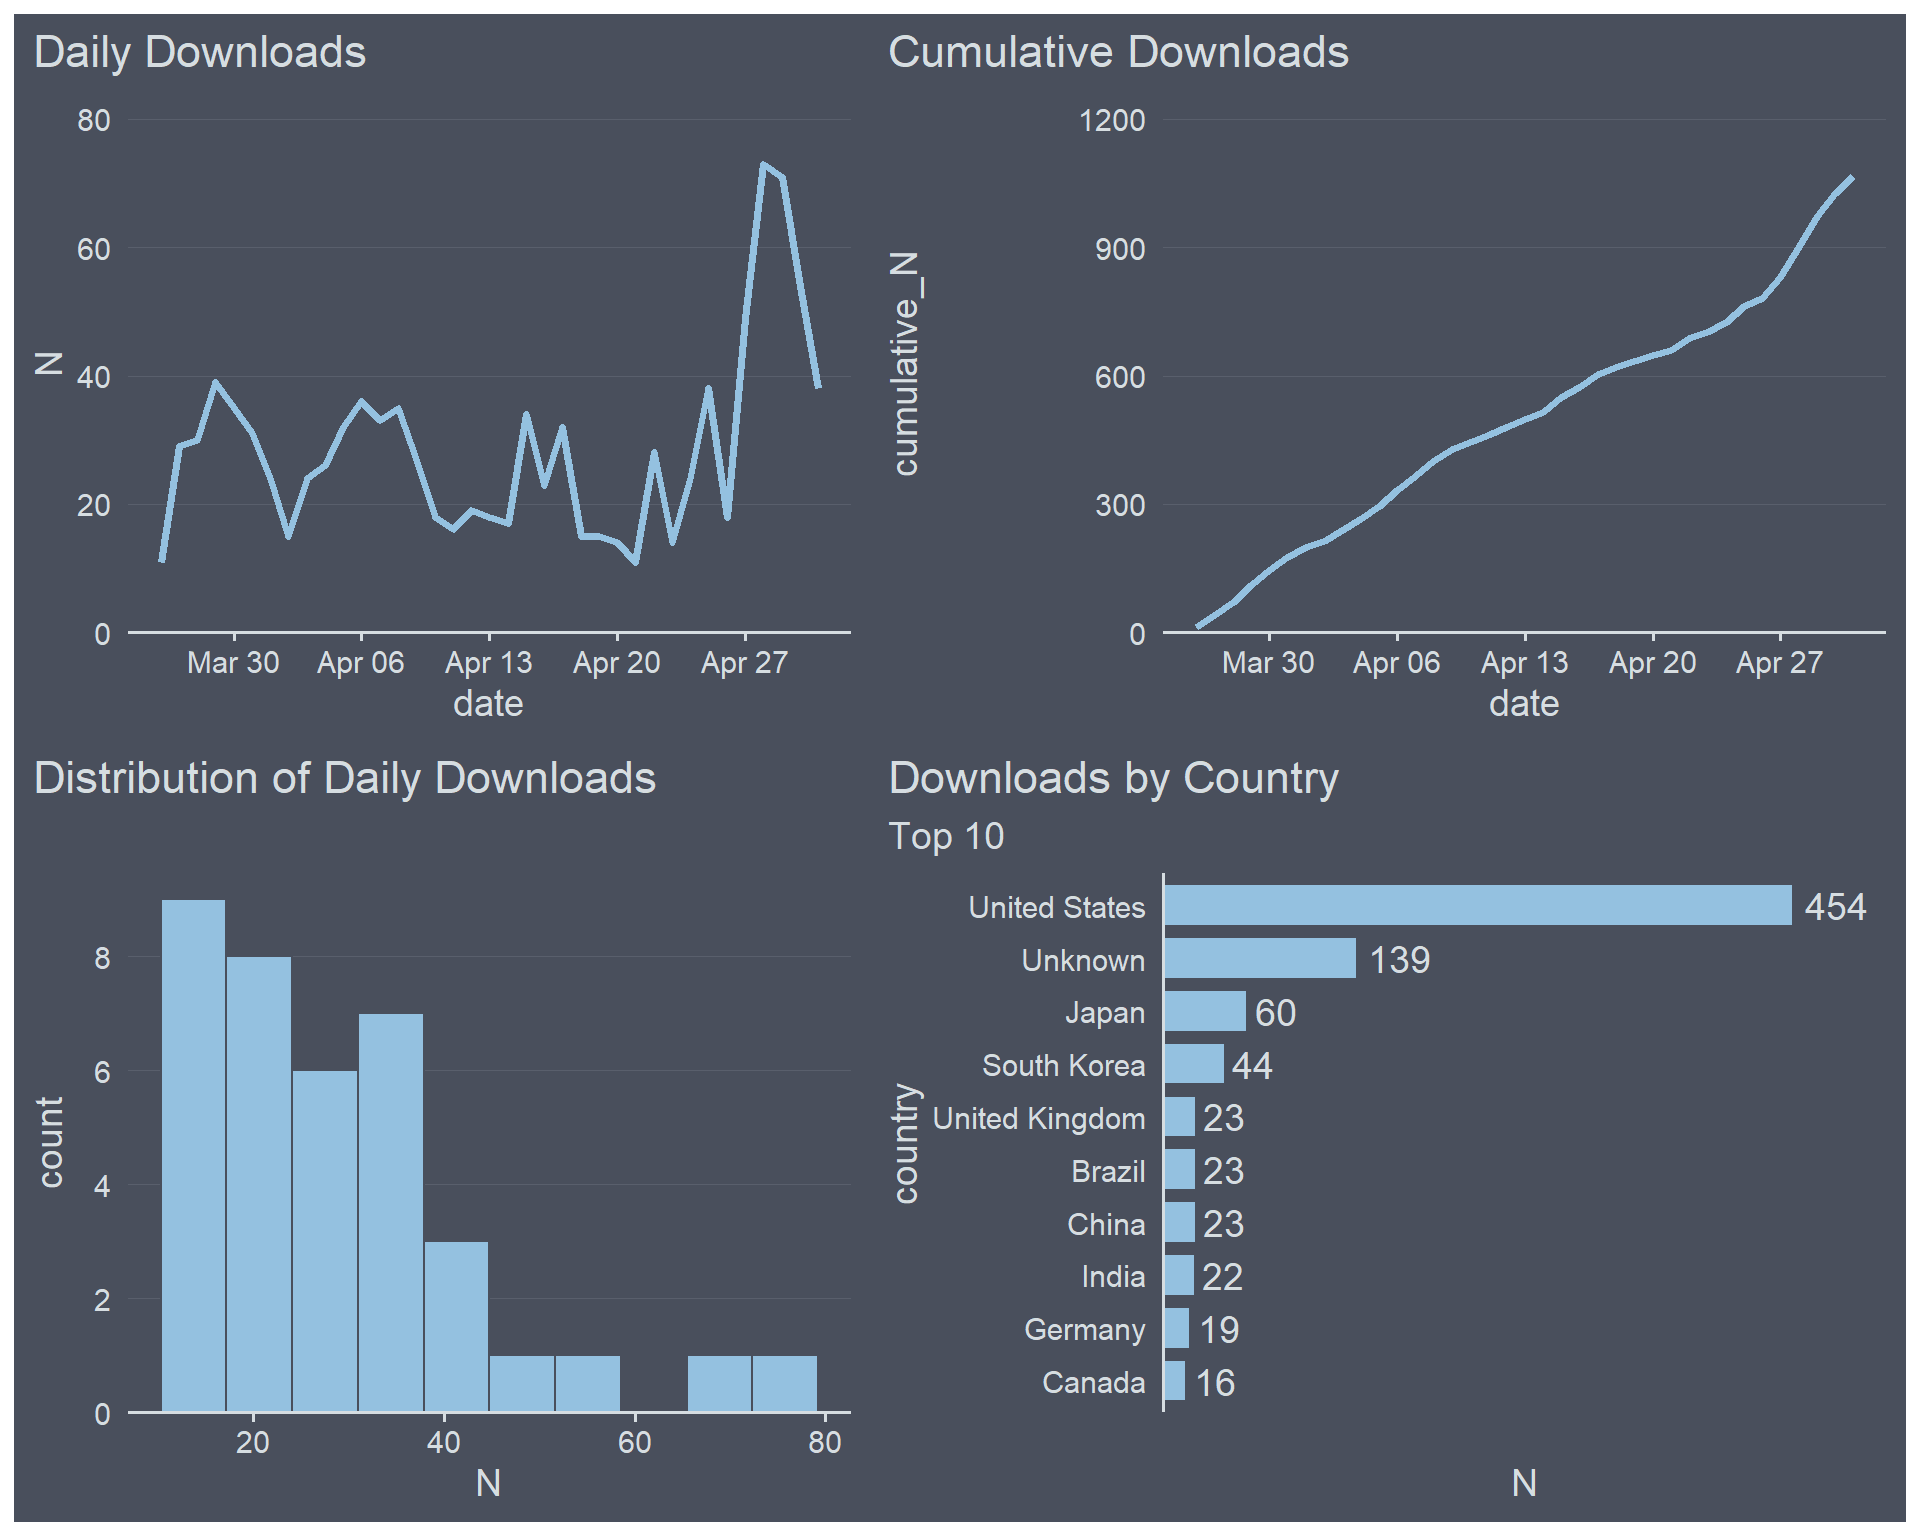 Daily Downloads
80
60
40
20
0
N
Mar 30 Apr 06 Apr 13 Apr 20 Apr 27
date
Cumulative Downloads
1200
900
600
300
0
cumulative_N
Mar 30 Apr 06 Apr 13 Apr 20 Apr 27
date
Distribution of Daily Downloads
8
6
4
2
0
count
20 40 60 80
N
Downloads by Country
Top 10
country
United States 454
Unknown 139
Japan 60
South Korea 44
United Kingdom 23
Brazil 23
China 23
India 22
Germany 19
Canada 16
N